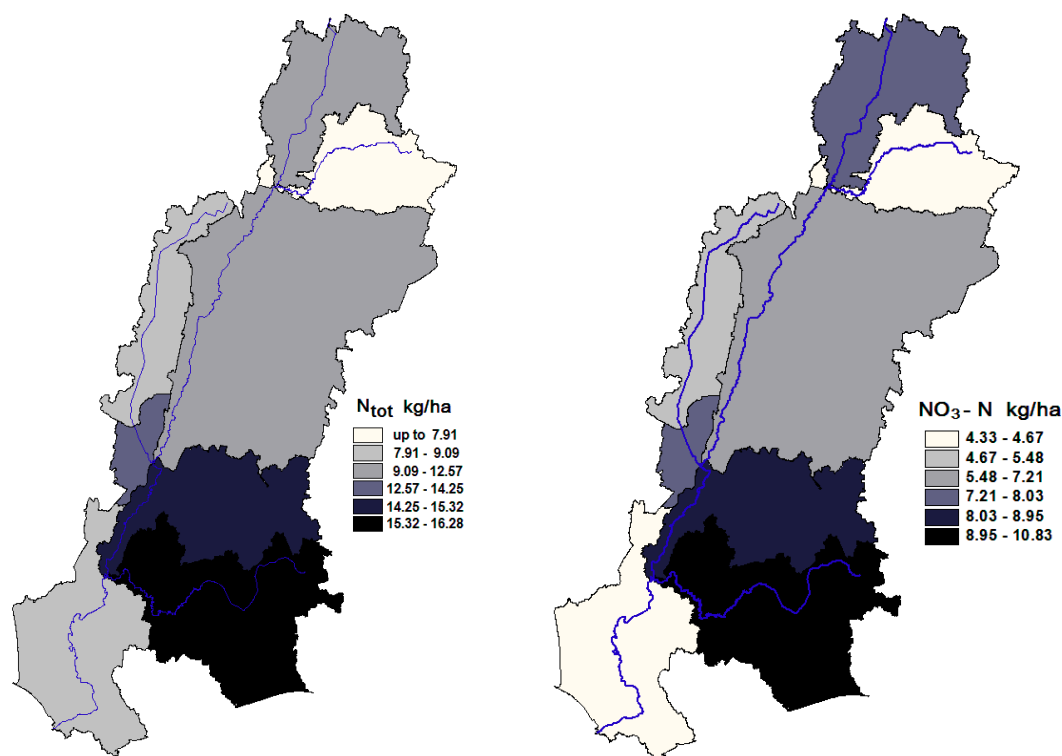 Ntot kg/ha
up to 7.91
7.91 - 9.09
9.09 - 12.57
12.57 - 14.25
14.25 - 15.32
15.32 - 16.28
NO3 - N kg/ha
4.33 - 4.67
4.67 - 5.48
5.48 - 7.21
7.21 - 8.03
8.03 - 8.95
8.95 - 10.83